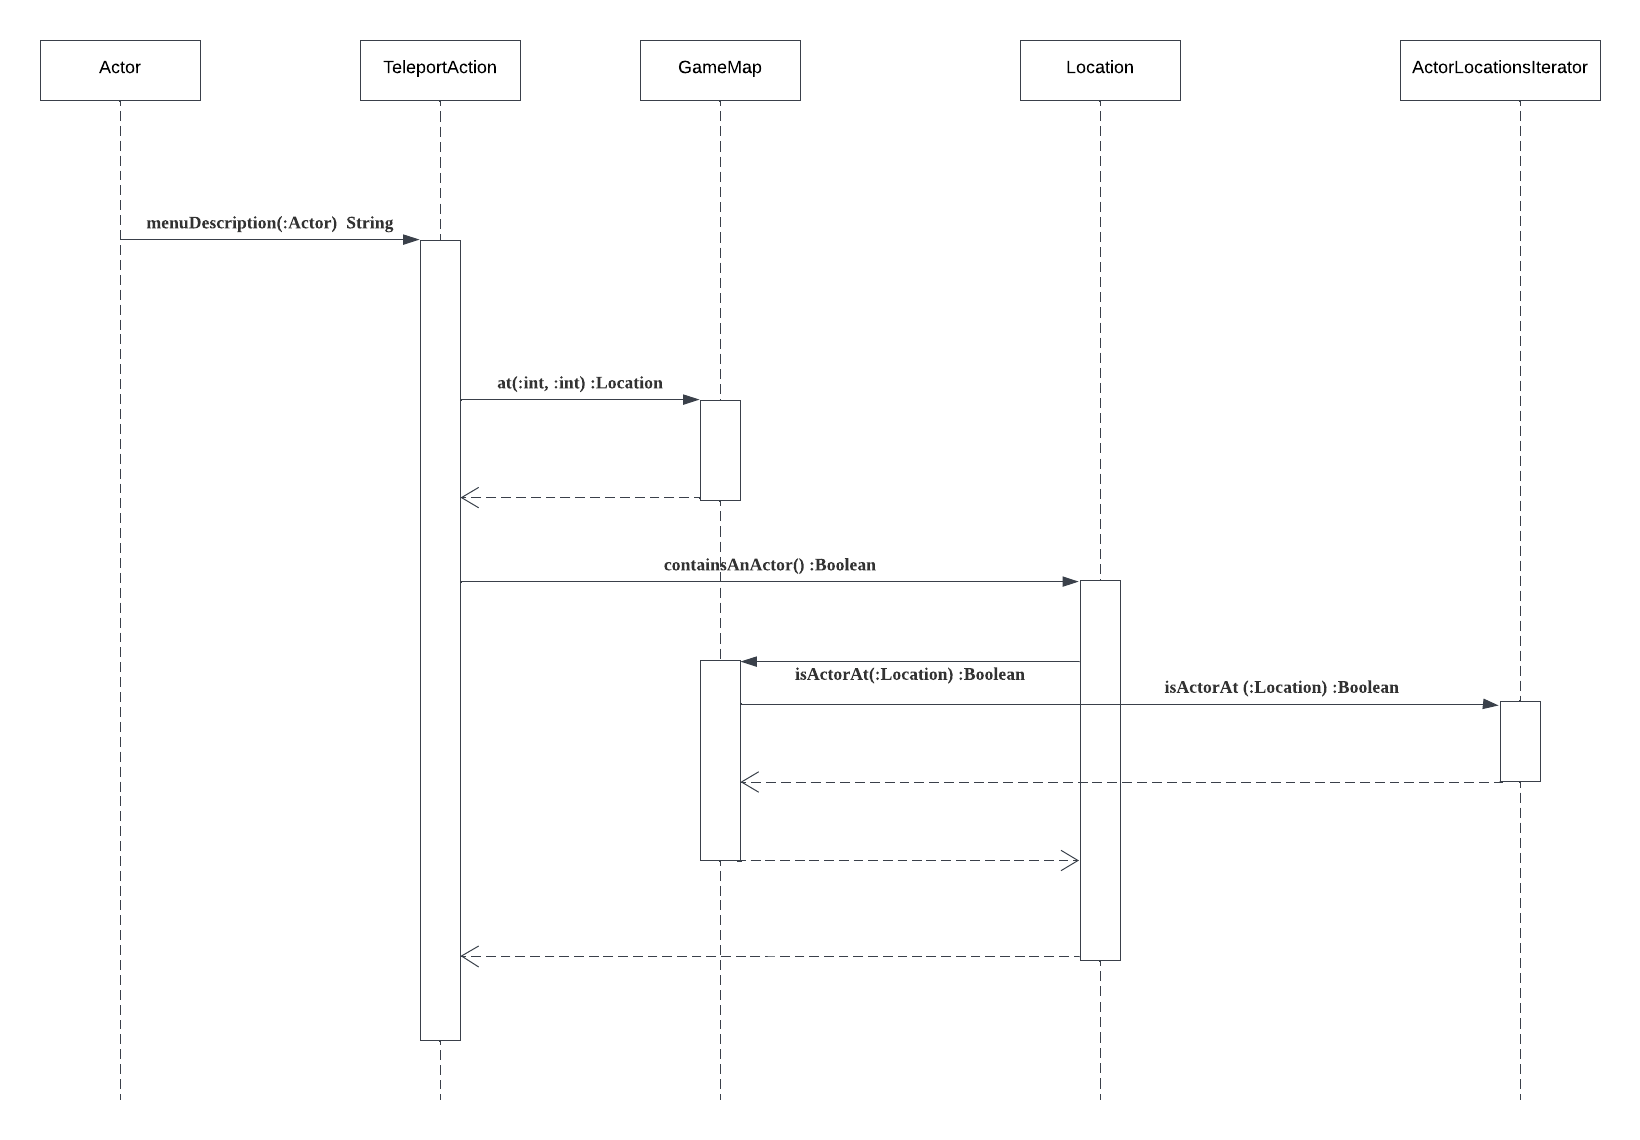 Actor
TeleportAction
GameMap
Location
ActorLocationsIterator
menuDescription(:Actor)  String
at(:int, :int) :Location
containsAnActor() :Boolean
isActorAt(:Location) :Boolean
isActorAt (:Location) :Boolean